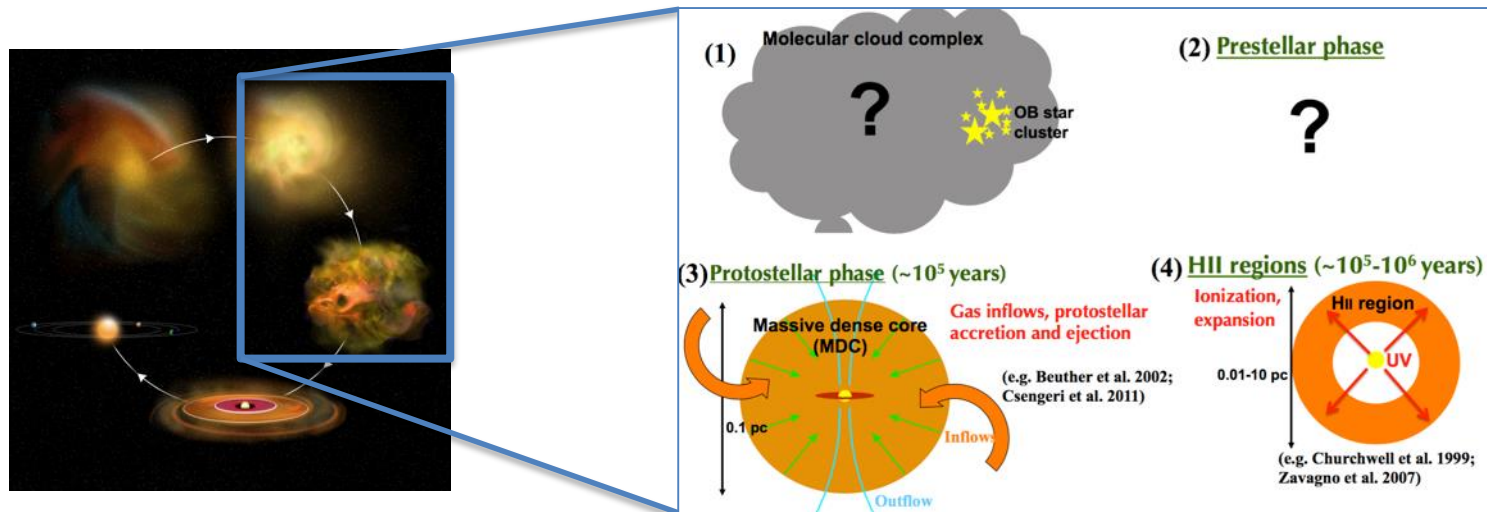 (1)
Molecular cloud complex
?
OB star
cluster
(2) Prestellar phase
?
(3) Protostellar phase (~10⁵ years)
Massive dense core
(MDC)
0.1 pc
Gas inflows, protostellar
accretion and ejection
(e.g. Beuther et al. 2002;
Csengeri et al. 2011)
Inflows
Outflow
(4) HII regions (~10⁵-10⁶ years)
Ionization,
expansion
HII region
UV
0.01-10 pc
(e.g. Churchwell et al. 1999;
Zavagno et al. 2007)